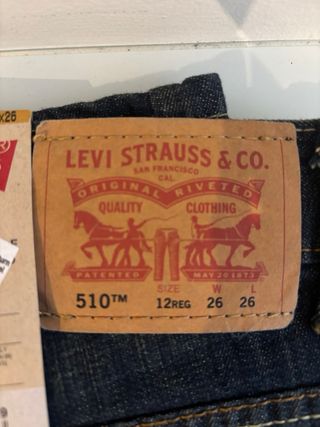 x26
LEVI STRAUSS & CO.
SAN FRANCISCO
CAL.
ORIGINAL RIVETED
QUALITY CLOTHING
PATENTED MAY 20 1873
SIZE W L
510™ 12REG 26 26